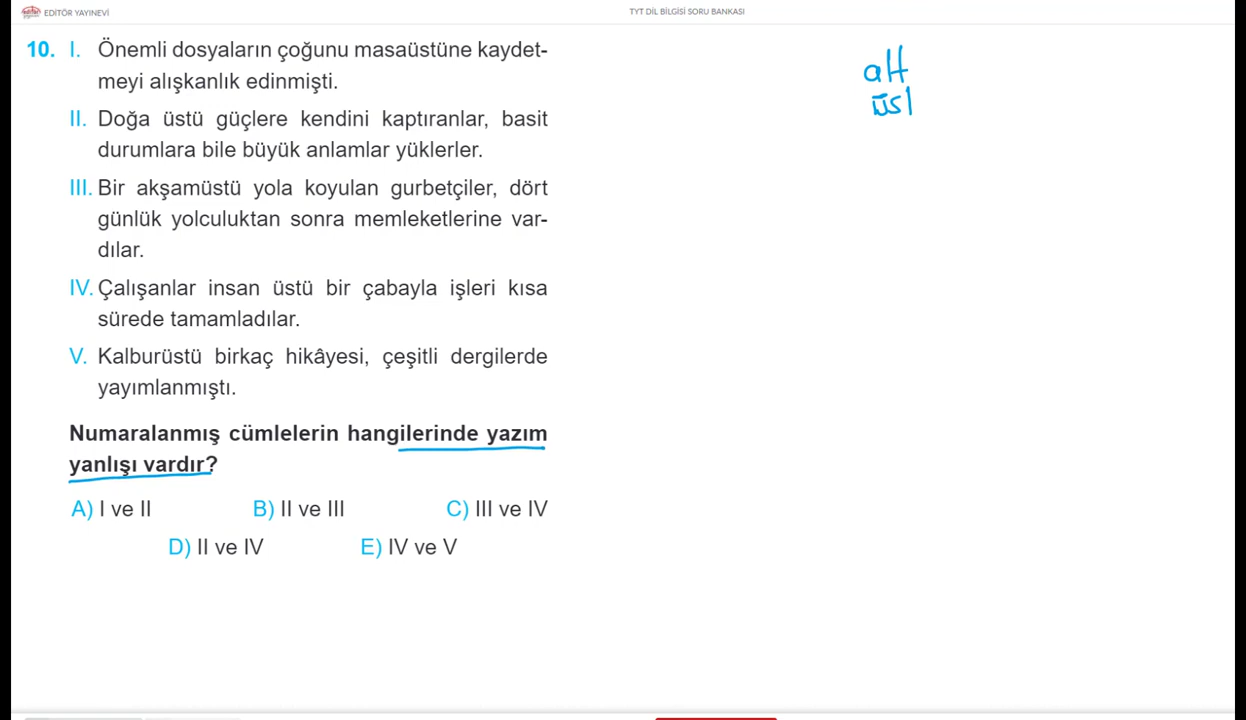 EDİTÖR YAYINEVİ
TYT DİL BİLGİSİ SORU BANKASI
10. I. Önemli dosyaların çoğunu masaüstüne kaydet-
meyi alışkanlık edinmişti.
II. Doğa üstü güçlere kendini kaptıranlar, basit
durumlara bile büyük anlamlar yüklerler.
III. Bir akşamüstü yola koyulan gurbetçiler, dört
günlük yolculuktan sonra memleketlerine var-
dılar.
IV. Çalışanlar insan üstü bir çabayla işleri kısa
sürede tamamladılar.
V. Kalburüstü birkaç hikâyesi, çeşitli dergilerde
yayımlanmıştı.
Numaralanmış cümlelerin hangilerinde yazım
yanlışı vardır?
A) I ve II B) II ve III C) III ve IV
D) II ve IV E) IV ve V
alt
üst